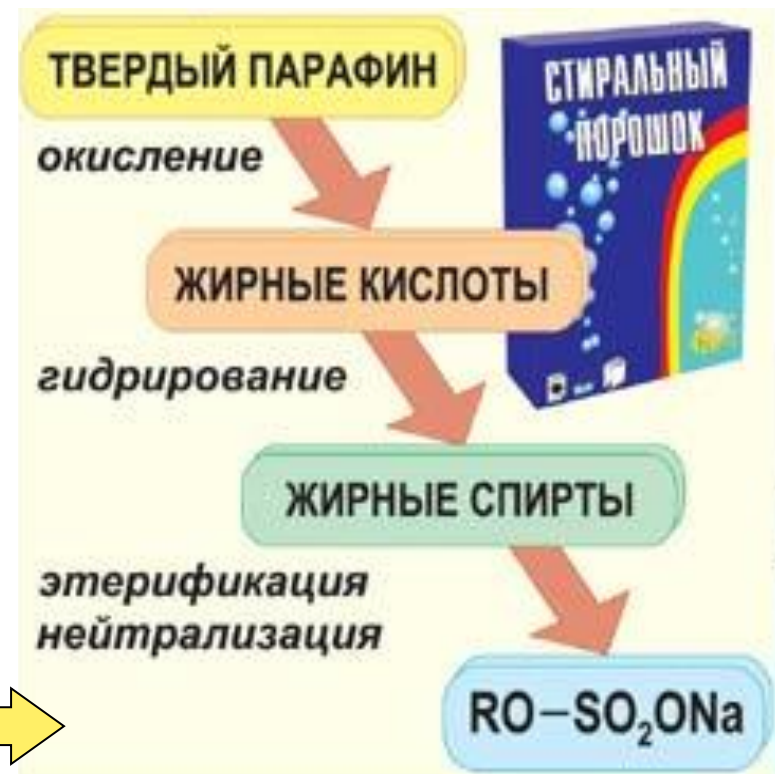 ТВЕРДЫЙ ПАРАФИН
СТИРАЛЬНЫЙ
ПОРОШОК
окисление
ЖИРНЫЕ КИСЛОТЫ
гидрирование
ЖИРНЫЕ СПИРТЫ
этерификация
нейтрализация
RO–SO₂ONa